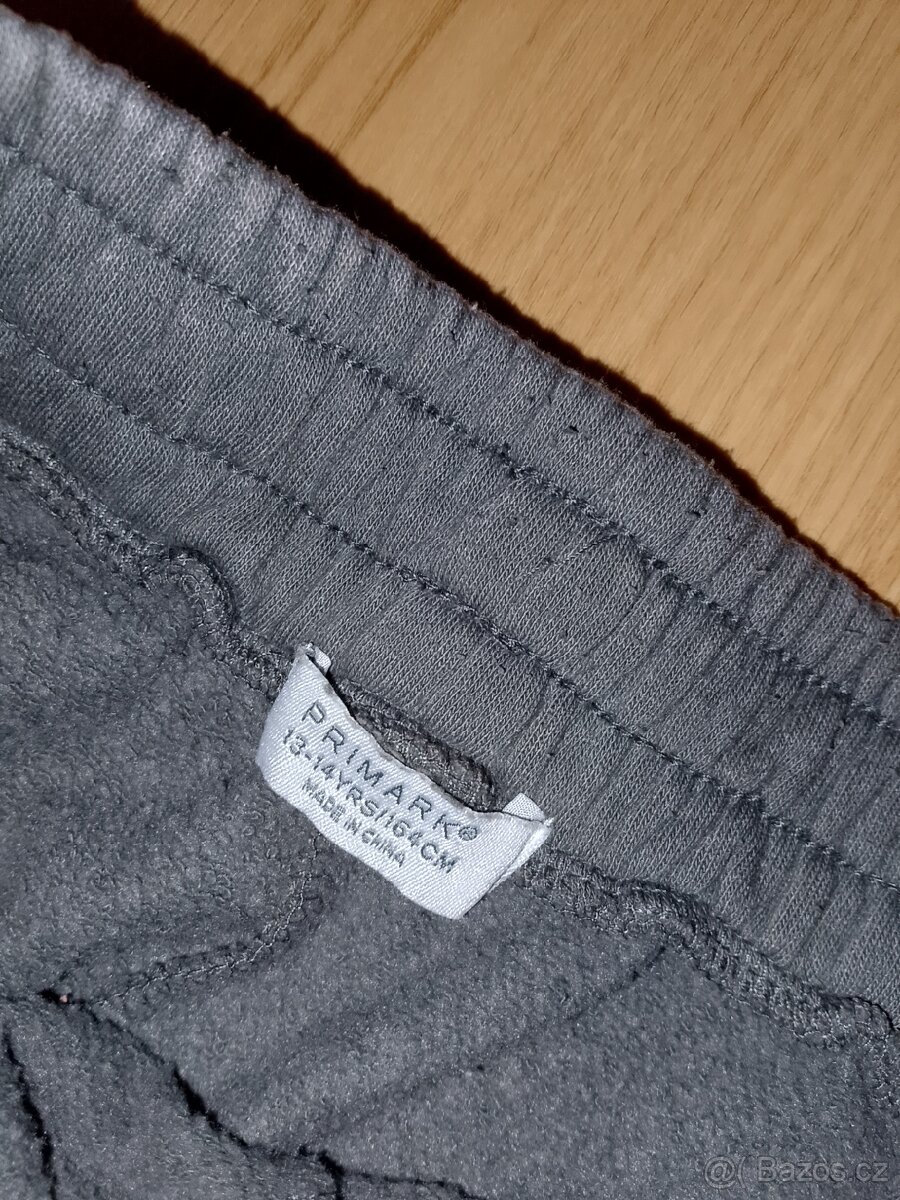 PRIMARK®
13-14YRS/164CM
MADE IN CHINA
@ Bazos.cz